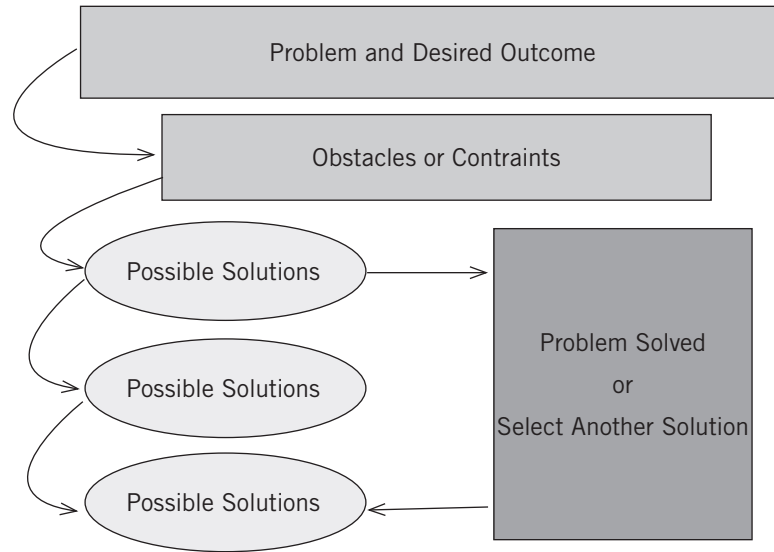 Problem and Desired Outcome
Obstacles or Contraints
Possible Solutions
Possible Solutions
Possible Solutions
Problem Solved
or
Select Another Solution